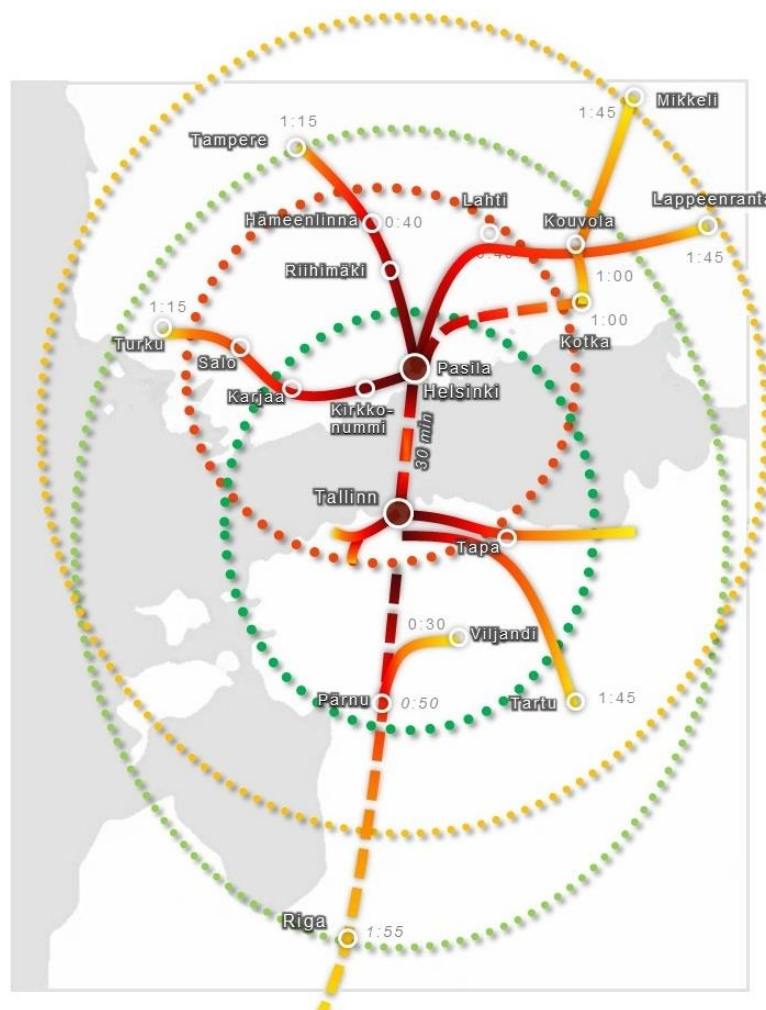 Mikkeli
1:45
1:15
Tampere
Lahti
Lappeenranta
Hämeenlinna
0:40
Kouvola
0:40
1:45
Riihimäki
1:00
1:15
1:00
Turku
Kotka
Salo
Pasila
Helsinki
Karjaa
Kirkko-
nummi
30 min
Tallinn
Tapa
0:30
Viljandi
Pärnu
0:50
Tartu
1:45
Riga
1:55